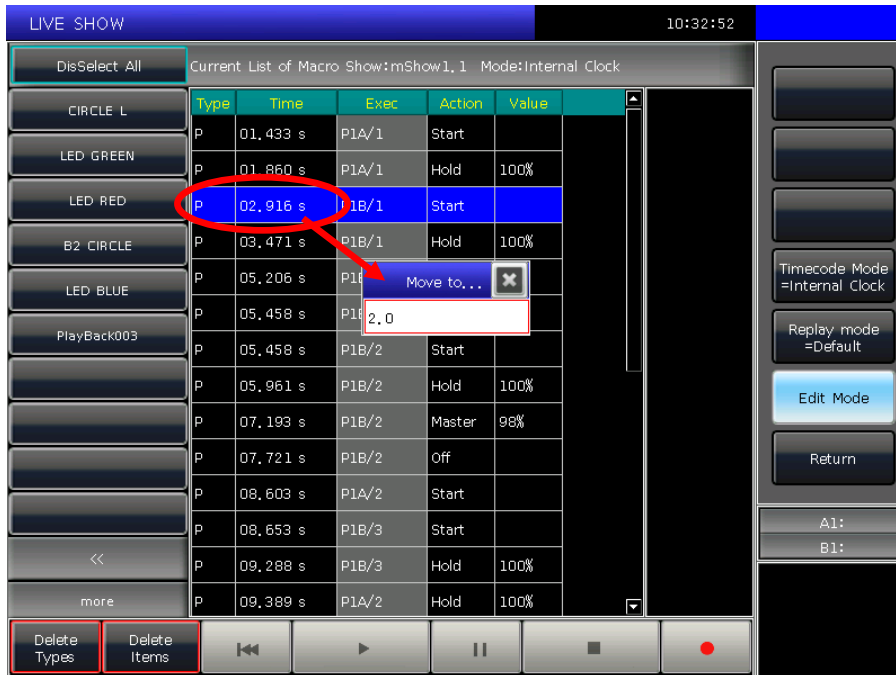 LIVE SHOW
10:32:52
DisSelect All
Current List of Macro Show:mShow1.1 Mode:Internal Clock
CIRCLE L
LED GREEN
LED RED
B2 CIRCLE
LED BLUE
PlayBack003
<<
more
Type Time Exec Action Value
P 01.433 s P1A/1 Start
P 01.860 s P1A/1 Hold 100%
P 02.916 s P1B/1 Start
P 03.471 s P1B/1 Hold 100%
P 05.206 s
P 05.458 s
P 05.458 s P1B/2 Start
P 05.961 s P1B/2 Hold 100%
P 07.193 s P1B/2 Master 98%
P 07.721 s P1B/2 Off
P 08.603 s P1A/2 Start
P 08.653 s P1B/3 Start
P 09.288 s P1B/3 Hold 100%
P 09.389 s P1A/2 Hold 100%
Move to...
2.0
Timecode Mode
=Internal Clock
Replay mode
=Default
Edit Mode
Return
A1:
B1:
Delete
Types
Delete
Items